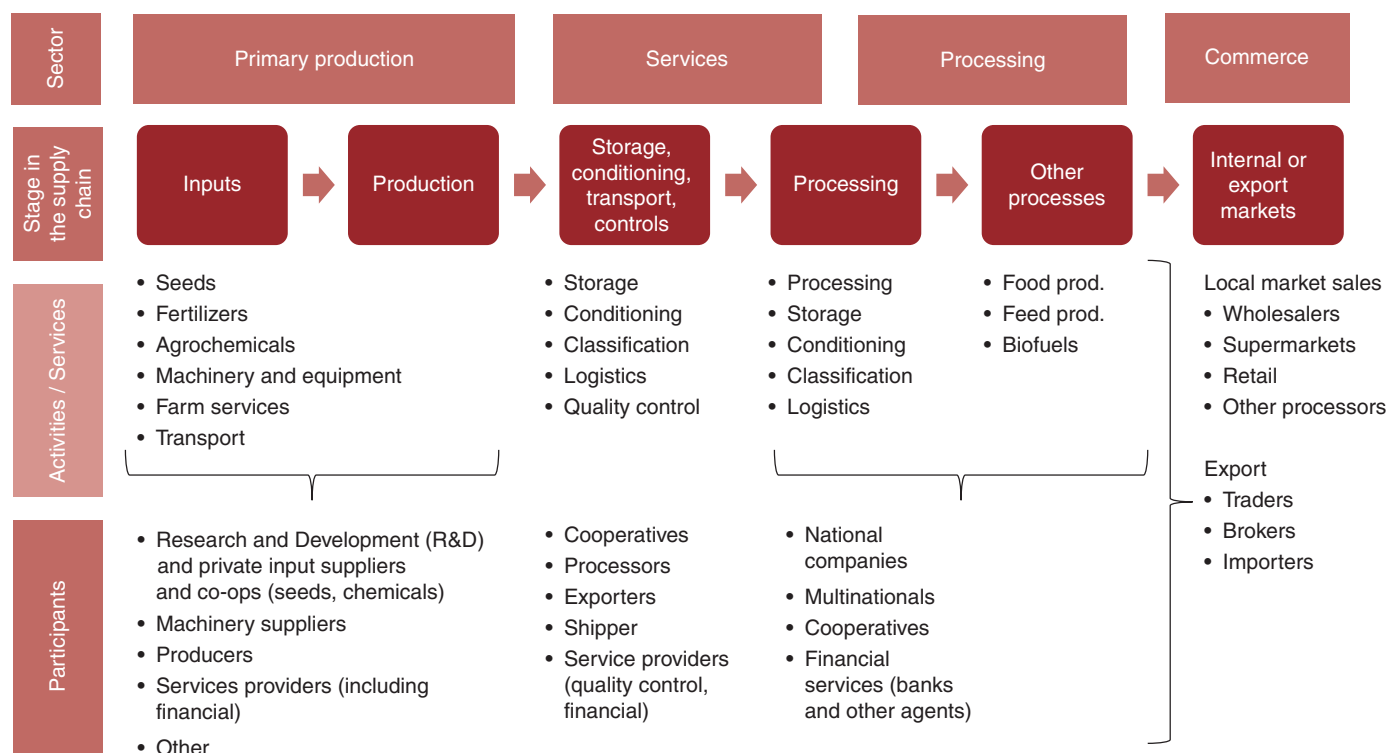 Sector
Primary production
Services
Processing
Commerce
Stage in
the supply
chain
Inputs
Production
Storage,
conditioning,
transport,
controls
Processing
Other
processes
Internal or
export
markets
Activities / Services
• Seeds
• Fertilizers
• Agrochemicals
• Machinery and equipment
• Farm services
• Transport
• Storage
• Conditioning
• Classification
• Logistics
• Quality control
• Processing
• Storage
• Conditioning
• Classification
• Logistics
• Food prod.
• Feed prod.
• Biofuels
Local market sales
• Wholesalers
• Supermarkets
• Retail
• Other processors
Export
• Traders
• Brokers
• Importers
Participants
• Research and Development (R&D)
and private input suppliers
and co-ops (seeds, chemicals)
• Machinery suppliers
• Producers
• Services providers (including
financial)
• Other
• Cooperatives
• Processors
• Exporters
• Shipper
• Service providers
(quality control,
financial)
• National
companies
• Multinationals
• Cooperatives
• Financial
services (banks
and other agents)